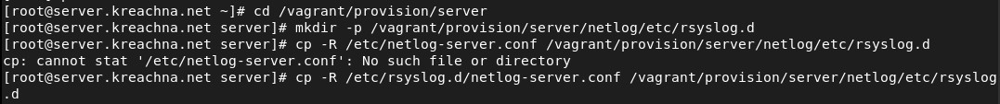 [root@server.kreachna.net ~]# cd /vagrant/provision/server
[root@server.kreachna.net server]# mkdir -p /vagrant/provision/server/netlog/etc/rsyslog.d
[root@server.kreachna.net server]# cp -R /etc/netlog-server.conf /vagrant/provision/server/netlog/etc/rsyslog.d
cp: cannot stat '/etc/netlog-server.conf': No such file or directory
[root@server.kreachna.net server]# cp -R /etc/rsyslog.d/netlog-server.conf /vagrant/provision/server/netlog/etc/rsyslog
.d